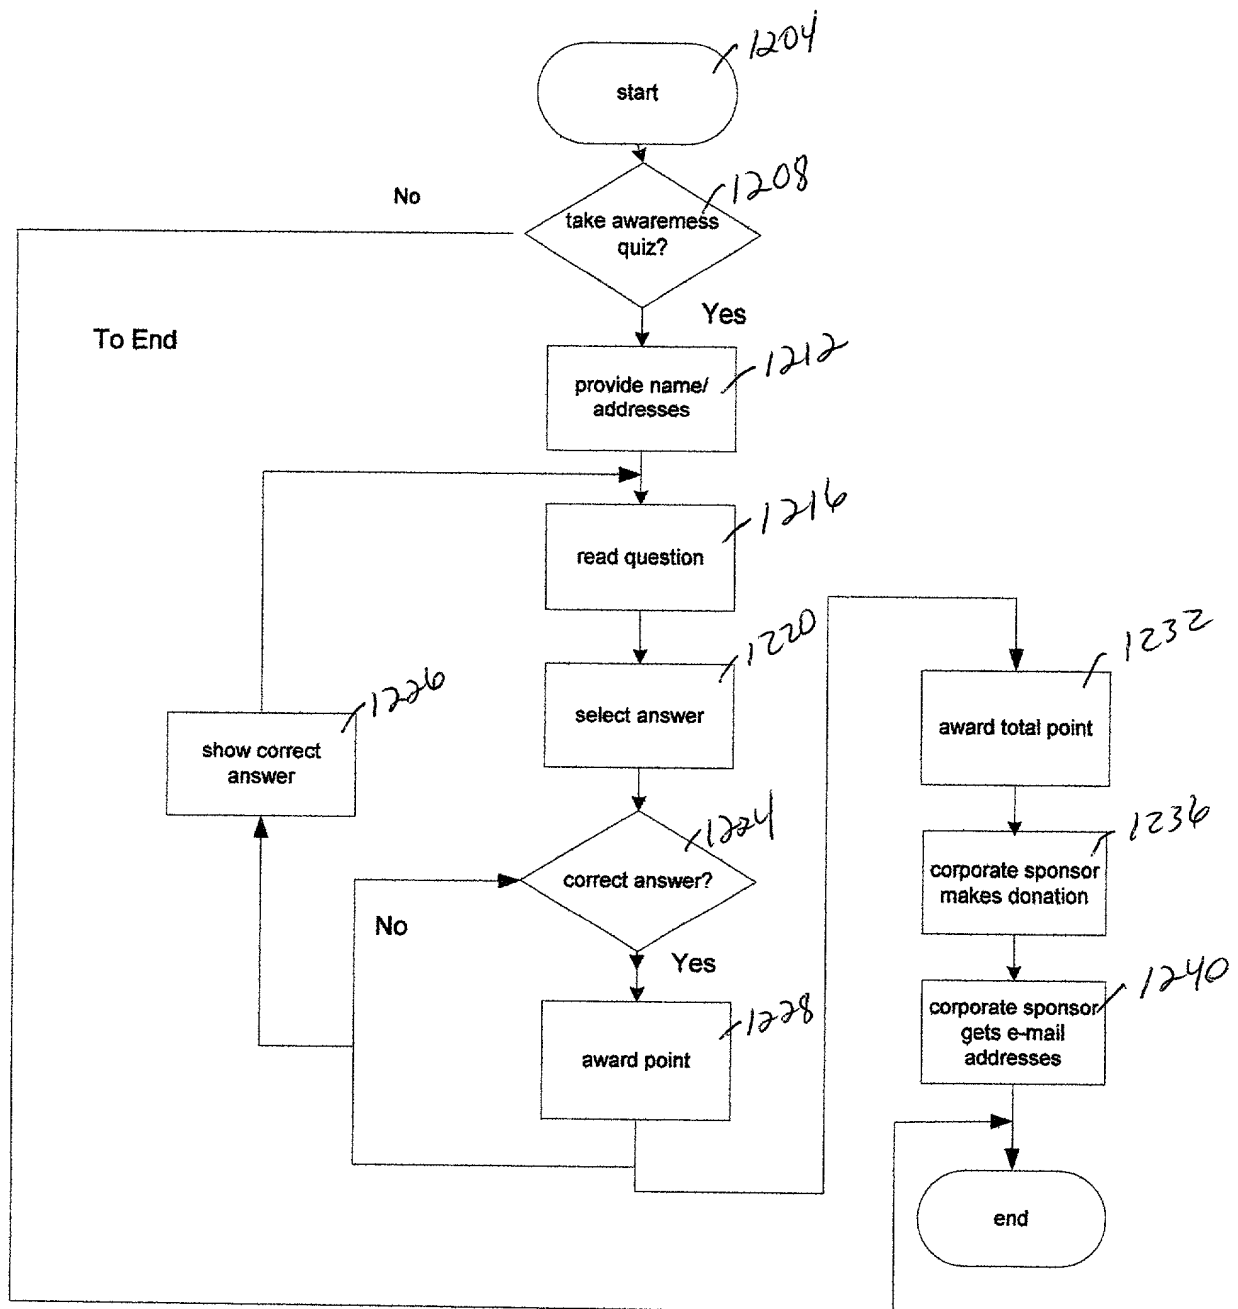 1204
start
1208
No
take awaremess
quiz?
Yes
To End
1212
provide name/
addresses
1216
read question
1220
1232
1226
select answer
award total point
show correct
answer
1224
1236
correct answer?
corporate sponsor
makes donation
No
Yes
1240
1228
corporate sponsor
gets e-mail
addresses
award point
end